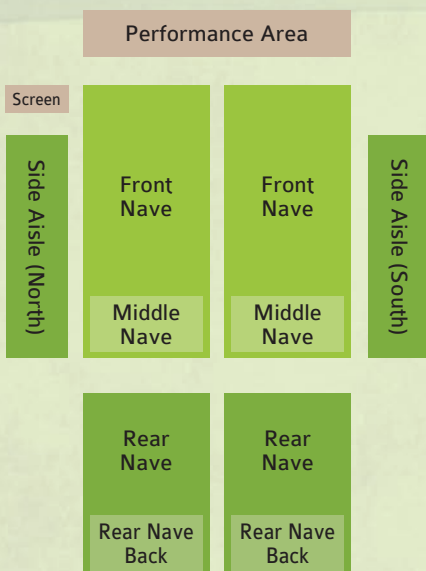 Performance Area
Screen
Side Aisle (North)
Front
Nave
Front
Nave
Side Aisle (South)
Middle
Nave
Middle
Nave
Rear
Nave
Rear
Nave
Rear Nave
Back
Rear Nave
Back